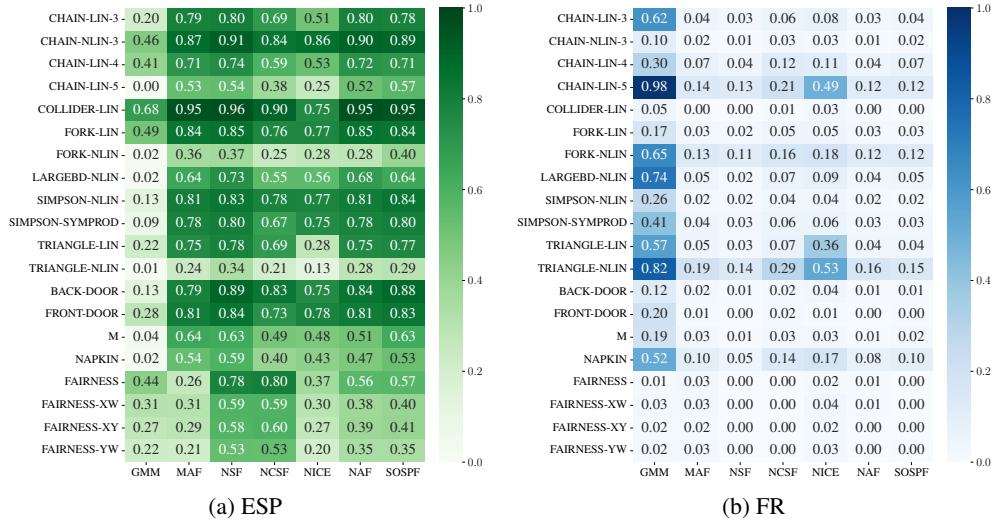 CHAIN-LIN-3 0.20 0.79 0.80 0.69 0.51 0.80 0.78
CHAIN-NLIN-3 0.46 0.87 0.91 0.84 0.86 0.90 0.89
CHAIN-LIN-4 0.41 0.71 0.74 0.59 0.53 0.72 0.71
CHAIN-LIN-5 0.00 0.53 0.54 0.38 0.25 0.52 0.57
COLLIDER-LIN 0.68 0.95 0.96 0.90 0.75 0.95 0.95
FORK-LIN 0.49 0.84 0.85 0.76 0.77 0.85 0.84
FORK-NLIN 0.02 0.36 0.37 0.25 0.28 0.28 0.40
LARGEBD-NLIN 0.02 0.64 0.73 0.55 0.56 0.68 0.64
SIMPSON-NLIN 0.13 0.81 0.83 0.78 0.77 0.81 0.84
SIMPSON-SYMPROD 0.09 0.78 0.80 0.67 0.75 0.78 0.80
TRIANGLE-LIN 0.22 0.75 0.78 0.69 0.28 0.75 0.77
TRIANGLE-NLIN 0.01 0.24 0.34 0.21 0.13 0.28 0.29
BACK-DOOR 0.13 0.79 0.89 0.83 0.75 0.84 0.88
FRONT-DOOR 0.28 0.81 0.84 0.73 0.78 0.81 0.83
M 0.04 0.64 0.63 0.49 0.48 0.51 0.63
NAPKIN 0.02 0.54 0.59 0.40 0.43 0.47 0.53
FAIRNESS 0.44 0.26 0.78 0.80 0.37 0.56 0.57
FAIRNESS-XW 0.31 0.31 0.59 0.59 0.30 0.38 0.40
FAIRNESS-XY 0.27 0.29 0.58 0.60 0.27 0.39 0.41
FAIRNESS-YW 0.22 0.21 0.53 0.53 0.20 0.35 0.35
GMM MAF NSF NCSF NICE NAF SOSPF
1.0
0.8
0.6
0.4
0.2
0.0
(a) ESP
CHAIN-LIN-3 0.62 0.04 0.03 0.06 0.08 0.03 0.04
CHAIN-NLIN-3 0.10 0.02 0.01 0.03 0.03 0.01 0.02
CHAIN-LIN-4 0.30 0.07 0.04 0.12 0.11 0.04 0.07
CHAIN-LIN-5 0.98 0.14 0.13 0.21 0.49 0.12 0.12
COLLIDER-LIN 0.05 0.00 0.00 0.01 0.03 0.00 0.00
FORK-LIN 0.17 0.03 0.02 0.05 0.05 0.03 0.03
FORK-NLIN 0.65 0.13 0.11 0.16 0.18 0.12 0.12
LARGEBD-NLIN 0.74 0.05 0.02 0.07 0.09 0.04 0.05
SIMPSON-NLIN 0.26 0.02 0.01 0.02 0.04 0.02 0.02
SIMPSON-SYMPROD 0.41 0.04 0.03 0.06 0.06 0.03 0.03
TRIANGLE-LIN 0.57 0.05 0.03 0.07 0.36 0.04 0.04
TRIANGLE-NLIN 0.82 0.19 0.14 0.29 0.53 0.16 0.15
BACK-DOOR 0.12 0.02 0.01 0.02 0.04 0.01 0.01
FRONT-DOOR 0.20 0.01 0.00 0.02 0.01 0.00 0.00
M 0.19 0.03 0.01 0.03 0.03 0.01 0.02
NAPKIN 0.52 0.10 0.05 0.14 0.17 0.08 0.10
FAIRNESS 0.01 0.03 0.00 0.00 0.02 0.01 0.00
FAIRNESS-XW 0.03 0.03 0.00 0.00 0.04 0.01 0.00
FAIRNESS-XY 0.02 0.02 0.00 0.00 0.02 0.00 0.00
FAIRNESS-YW 0.02 0.03 0.00 0.00 0.03 0.00 0.00
GMM MAF NSF NCSF NICE NAF SOSPF
1.0
0.8
0.6
0.4
0.2
0.0
(b) FR